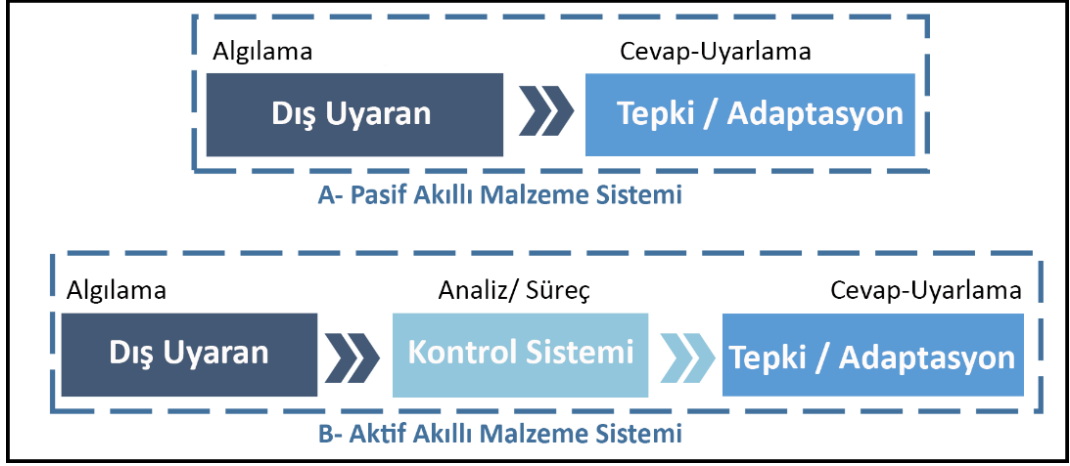 Algılama
Cevap-Uyarlama
Dış Uyaran
Tepki / Adaptasyon
A- Pasif Akıllı Malzeme Sistemi
Algılama
Analiz/ Süreç
Cevap-Uyarlama
Dış Uyaran
Kontrol Sistemi
Tepki / Adaptasyon
B- Aktif Akıllı Malzeme Sistemi